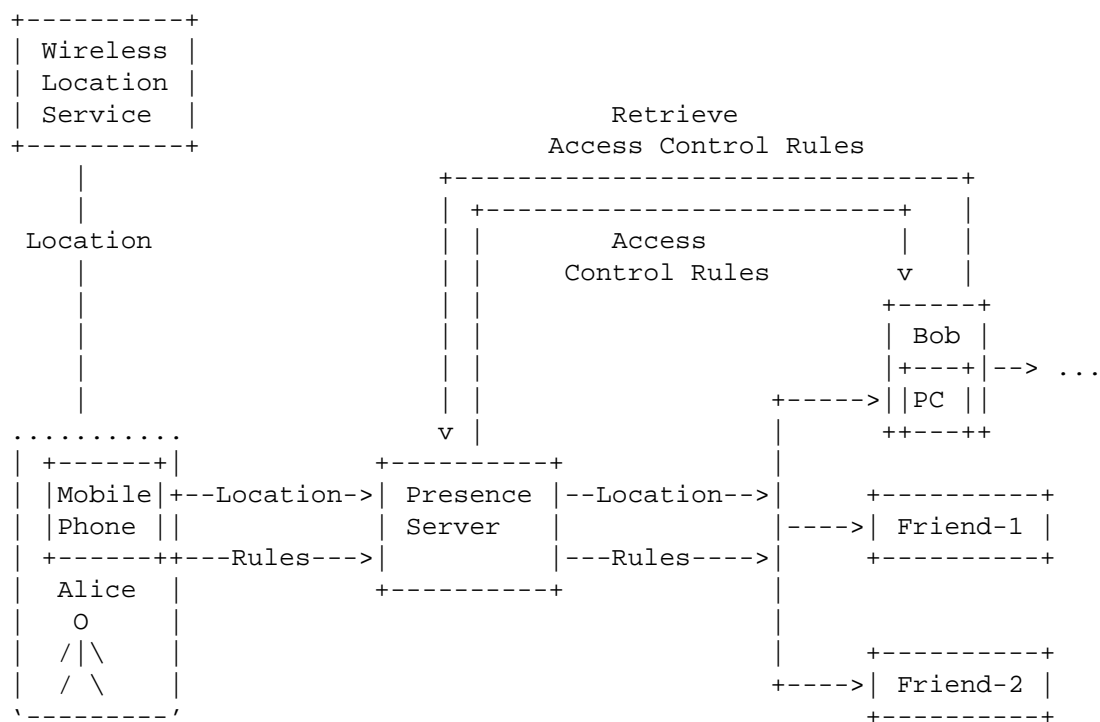 Wireless
Location
Service
Retrieve
Access Control Rules
Location
Access
Control Rules
Bob
...
PC
Mobile
Phone
Location
Presence
Server
Location
Friend-1
Rules
Rules
Alice
Friend-2